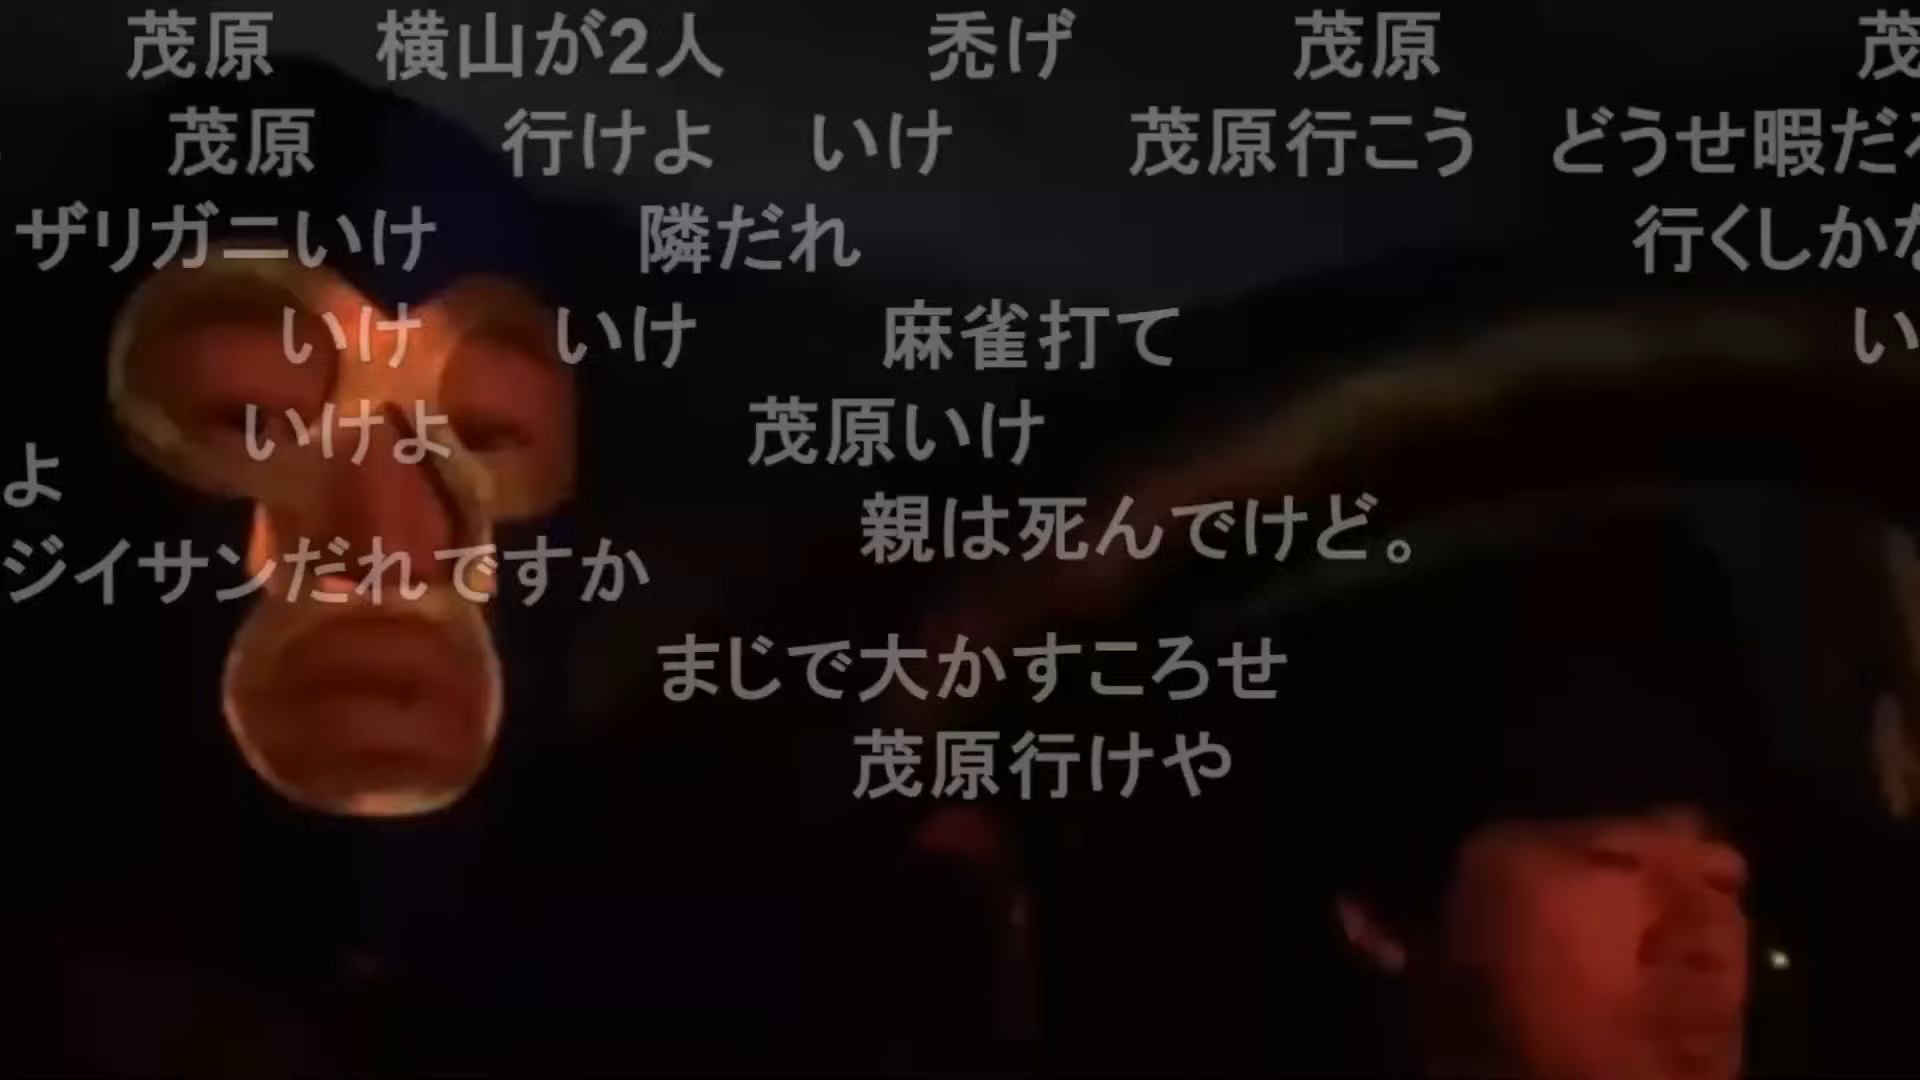 茂原 横山が2人 禿げ 茂原 茂
茂原 行けよ いけ 茂原行こう どうせ暇だろ
ザリガニいけ 隣だれ 行くしかな
いけ いけ 麻雀打て い
いけよ 茂原いけ
よ
親は死んでけど。
ジイサンだれですか
まじで大かすころせ
茂原行けや